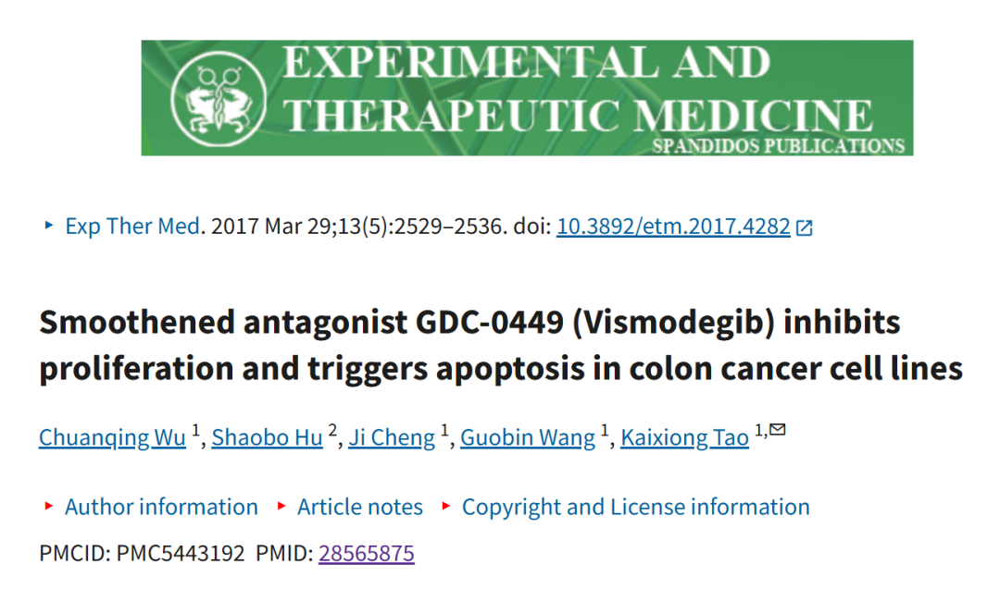 EXPERIMENTAL AND
THERAPEUTIC MEDICINE
SPANDIDOS PUBLICATIONS
Exp Ther Med. 2017 Mar 29;13(5):2529–2536. doi: 10.3892/etm.2017.4282
Smoothened antagonist GDC-0449 (Vismodegib) inhibits
proliferation and triggers apoptosis in colon cancer cell lines
Chuanqing Wu 1, Shaobo Hu 2, Ji Cheng 1, Guobin Wang 1, Kaixiong Tao 1,✉
Author information Article notes Copyright and License information
PMCID: PMC5443192 PMID: 28565875